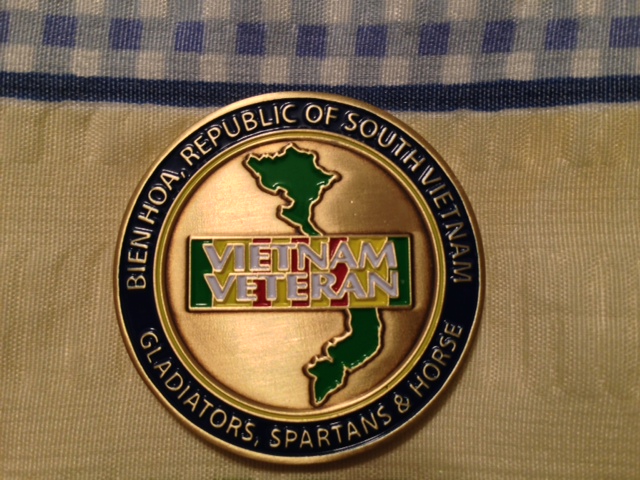 BIEN HOA, REPUBLIC OF SOUTH VIETNAM
VIETNAM
VETERAN
GLADIATORS, SPARTANS & HORSE